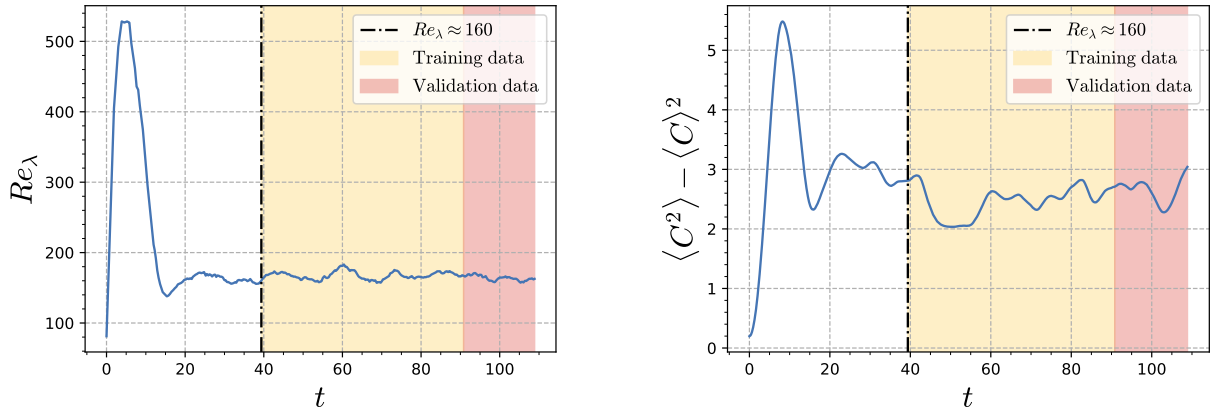 500
400
300
200
100
0
20
40
60
80
100
Re_λ
t
Re_λ ≈ 160
Training data
Validation data
5
4
3
2
1
0
0
20
40
60
80
100
⟨C²⟩ − ⟨C⟩²
t
Re_λ ≈ 160
Training data
Validation data